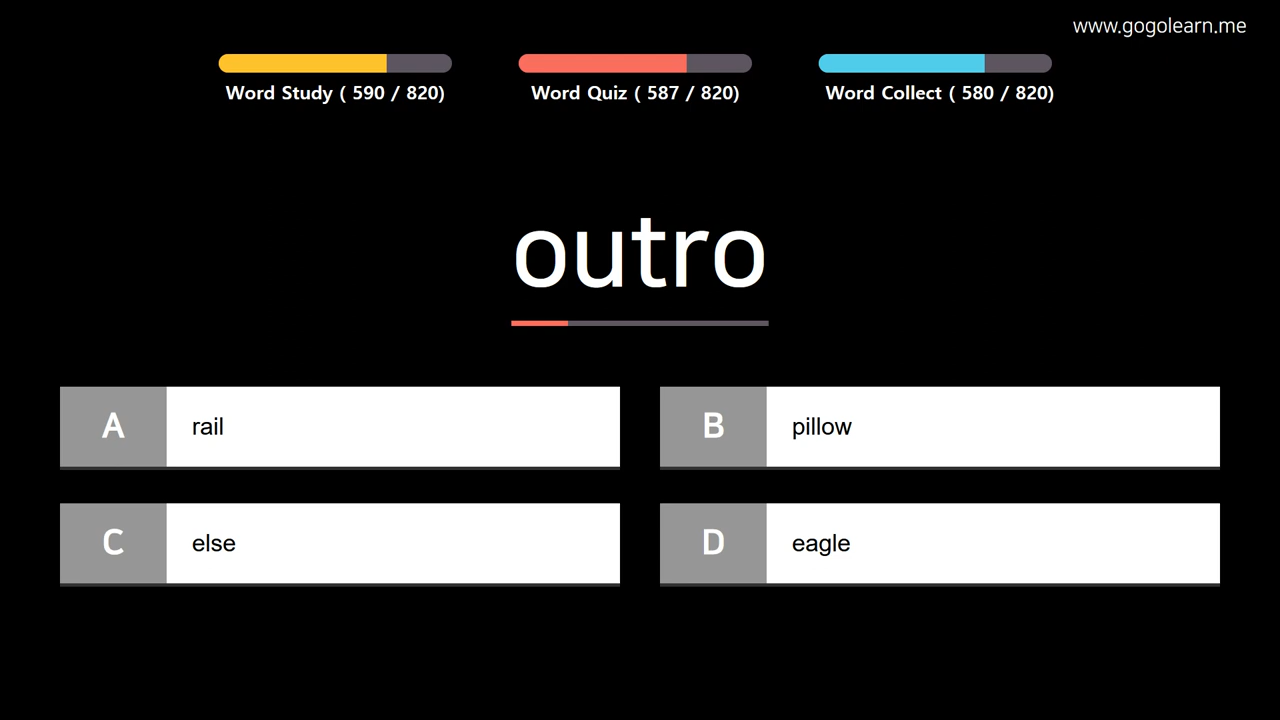 www.gogolearn.me
Word Study ( 590 / 820)
Word Quiz ( 587 / 820)
Word Collect ( 580 / 820)
outro
A
rail
B
pillow
C
else
D
eagle